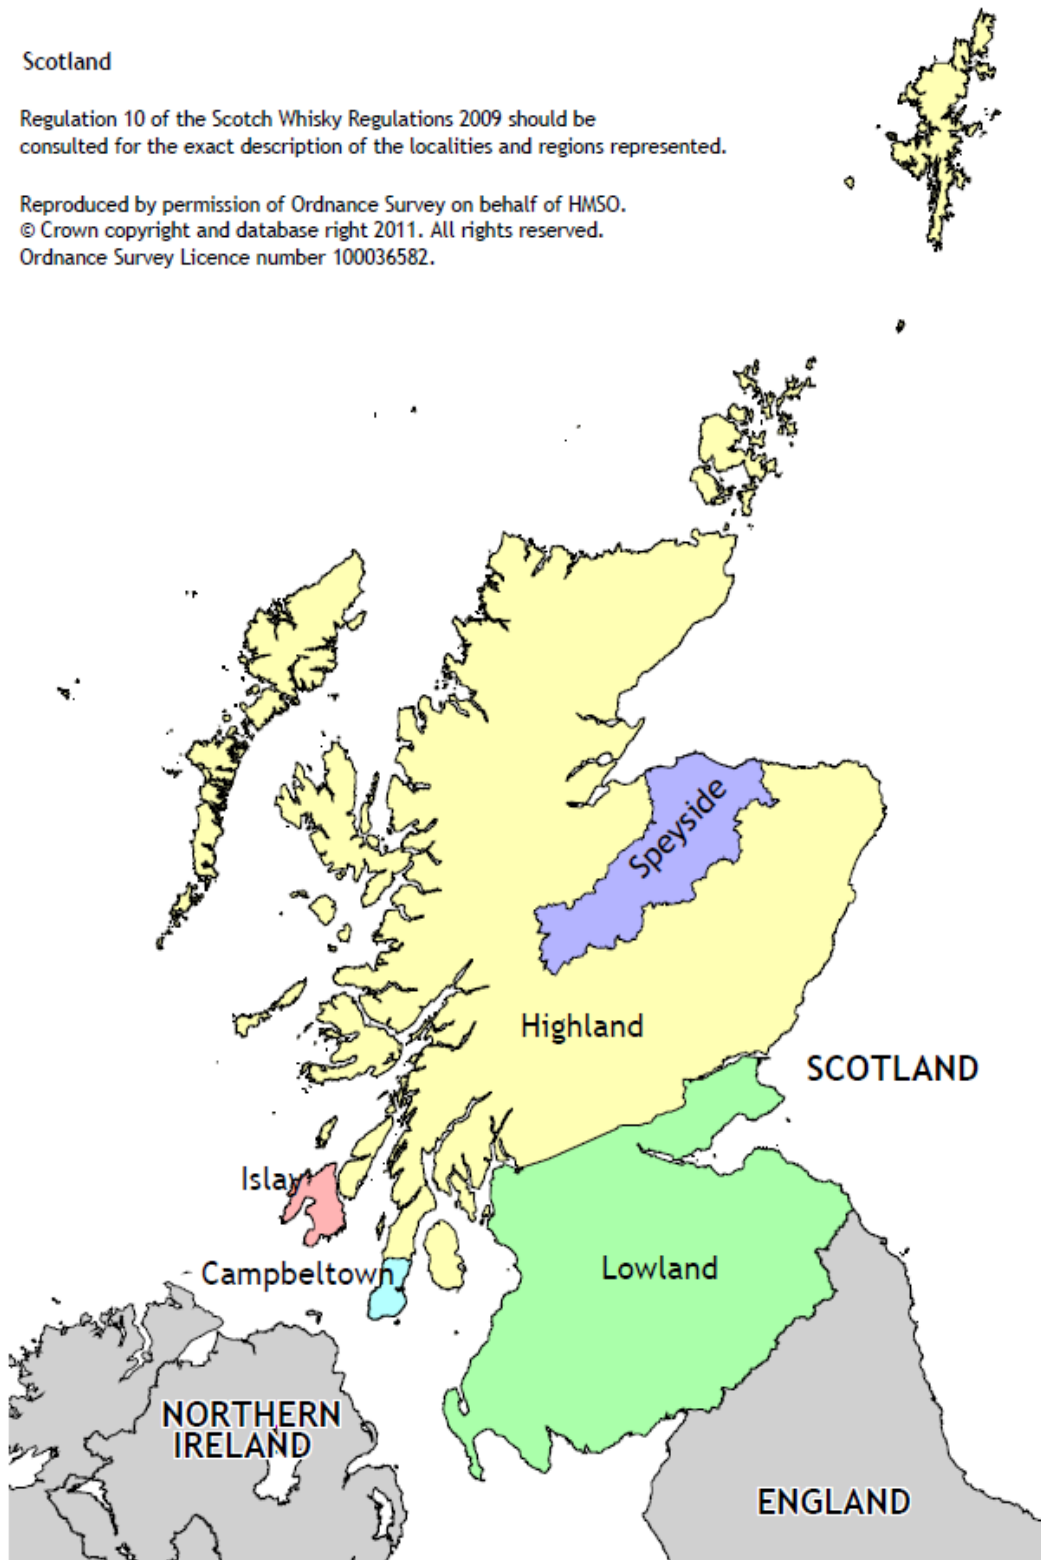 Scotland
Regulation 10 of the Scotch Whisky Regulations 2009 should be
consulted for the exact description of the localities and regions represented.
Reproduced by permission of Ordnance Survey on behalf of HMSO.
© Crown copyright and database right 2011. All rights reserved.
Ordnance Survey Licence number 100036582.
Speyside
Highland
SCOTLAND
Islay
Campbeltown
Lowland
NORTHERN
IRELAND
ENGLAND